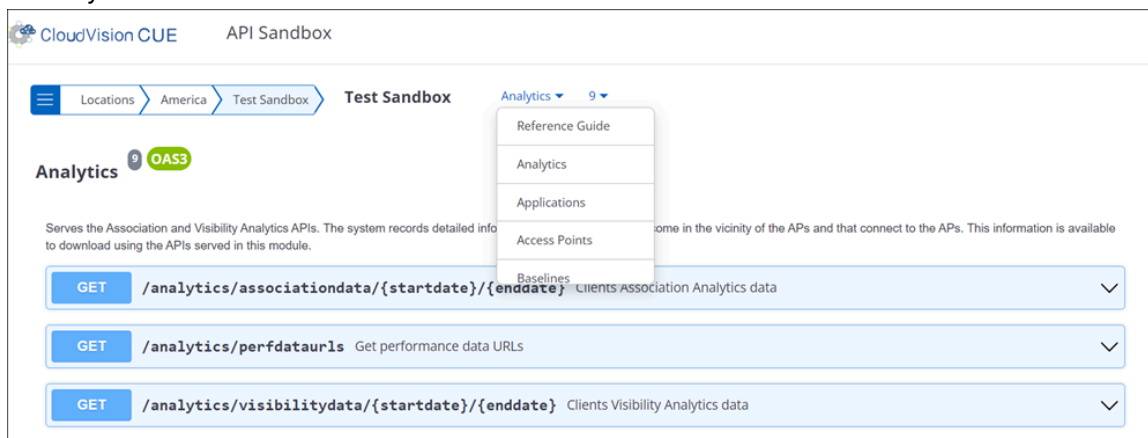 CloudVision CUE API Sandbox
Locations America Test Sandbox Test Sandbox Analytics 9
Reference Guide
Analytics
Applications
Access Points
Baselines
Analytics 9 OAS3
Serves the Association and Visibility Analytics APIs. The system records detailed info ome in the vicinity of the APs and that connect to the APs. This information is available
to download using the APIs served in this module.
GET /analytics/associationdata/{startdate}/{enddate} Clients Association Analytics data
GET /analytics/perfdataurls Get performance data URLs
GET /analytics/visibilitydata/{startdate}/{enddate} Clients Visibility Analytics data